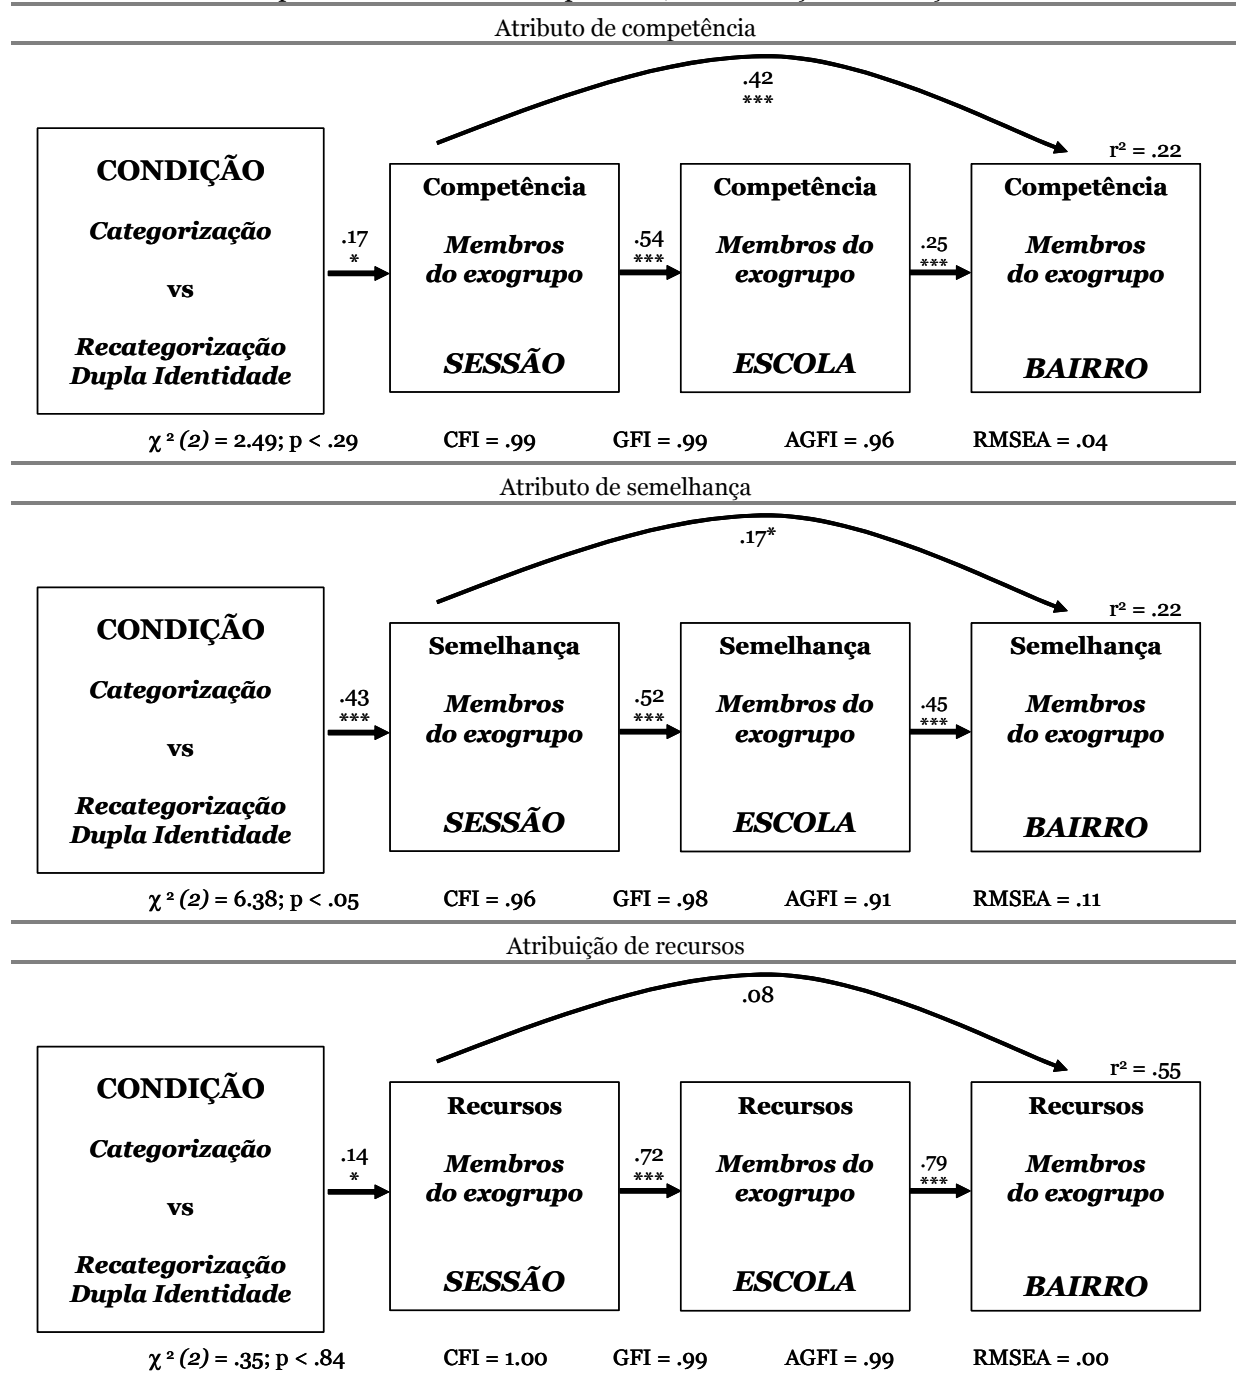 Atributo de competência
.42
***
r² = .22
CONDIÇÃO
Categorização
vs
Recategorização
Dupla Identidade
.17
*
Competência
Membros
do exogrupo
SESSÃO
.54
***
Competência
Membros do
exogrupo
ESCOLA
.25
***
Competência
Membros
do exogrupo
BAIRRO
χ ² (2) = 2.49; p < .29 CFI = .99 GFI = .99 AGFI = .96 RMSEA = .04
Atributo de semelhança
.17*
r² = .22
CONDIÇÃO
Categorização
vs
Recategorização
Dupla Identidade
.43
***
Semelhança
Membros
do exogrupo
SESSÃO
.52
***
Semelhança
Membros do
exogrupo
ESCOLA
.45
***
Semelhança
Membros
do exogrupo
BAIRRO
χ ² (2) = 6.38; p < .05 CFI = .96 GFI = .98 AGFI = .91 RMSEA = .11
Atribuição de recursos
.08
r² = .55
CONDIÇÃO
Categorização
vs
Recategorização
Dupla Identidade
.14
*
Recursos
Membros
do exogrupo
SESSÃO
.72
***
Recursos
Membros do
exogrupo
ESCOLA
.79
***
Recursos
Membros
do exogrupo
BAIRRO
χ ² (2) = .35; p < .84 CFI = 1.00 GFI = .99 AGFI = .99 RMSEA = .00